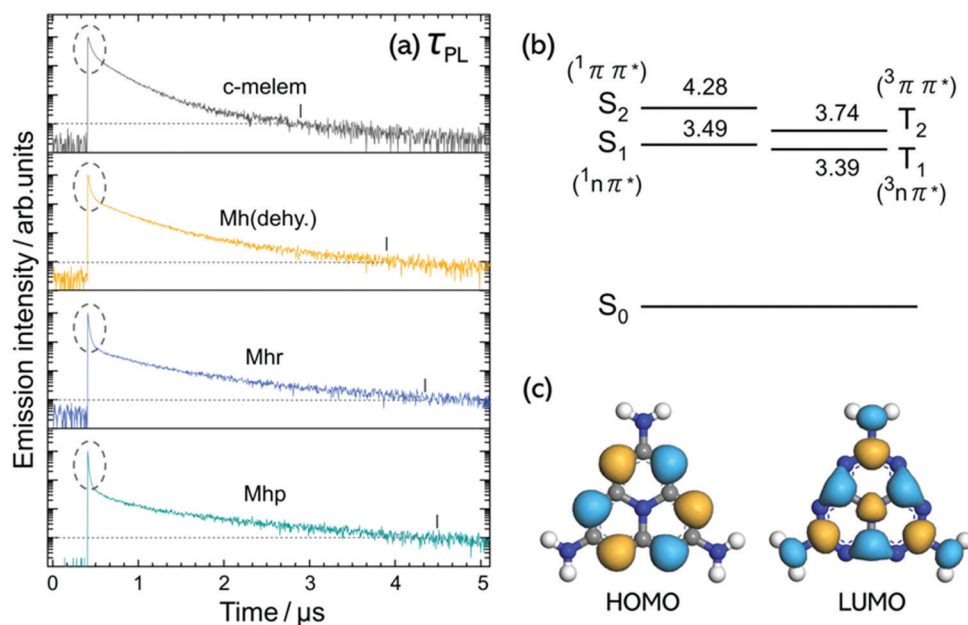 (a) τPL
c-melem
Mh(dehy.)
Mhr
Mhp
Emission intensity / arb.units
0 1 2 3 4 5
Time / μs
(b)
(¹ππ*)
S₂
4.28
S₁
3.49
(¹nπ*)
(³ππ*)
3.74
T₂
T₁
3.39
(³nπ*)
S₀
(c)
HOMO
LUMO